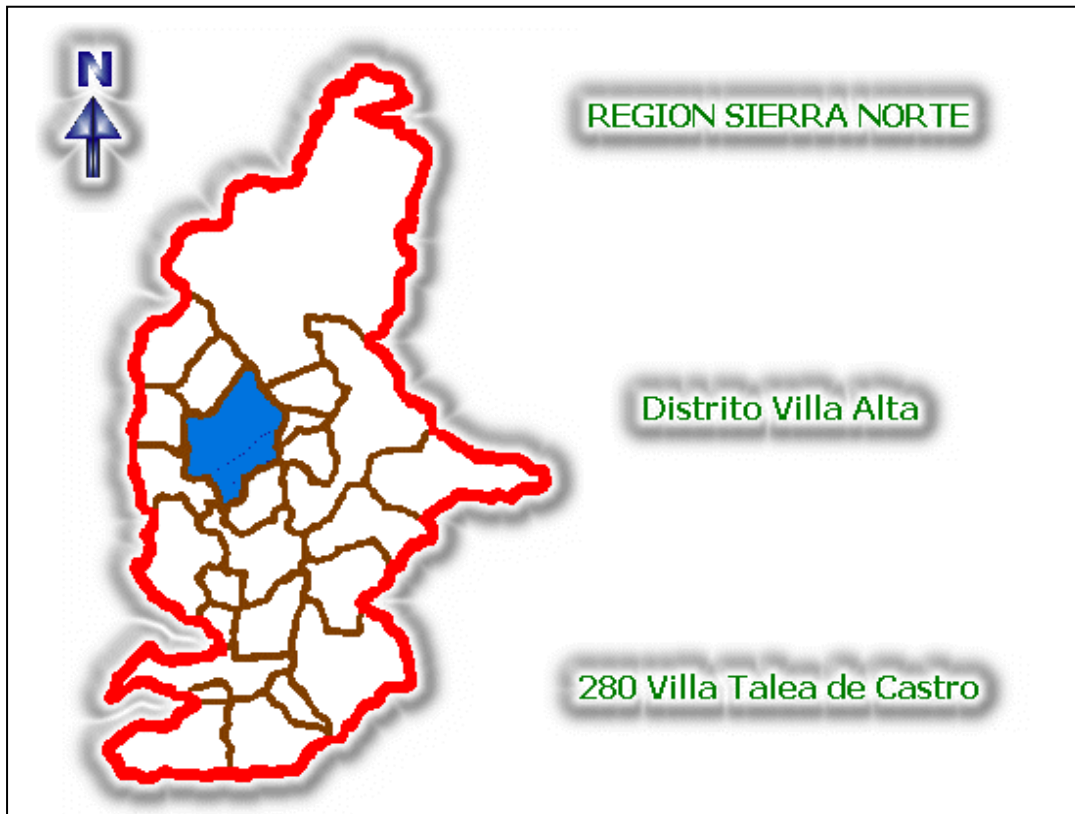 N
REGION SIERRA NORTE
Distrito Villa Alta
280 Villa Talea de Castro